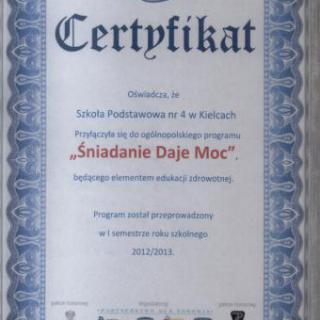 Certyfikat
Oświadcza, że
Szkoła Podstawowa nr 4 w Kielcach
Przyłączyła się do ogólnopolskiego programu
„Śniadanie Daje Moc”,
będącego elementem edukacji zdrowotnej.
Program został przeprowadzony
w I semestrze roku szkolnego
2012/2013.